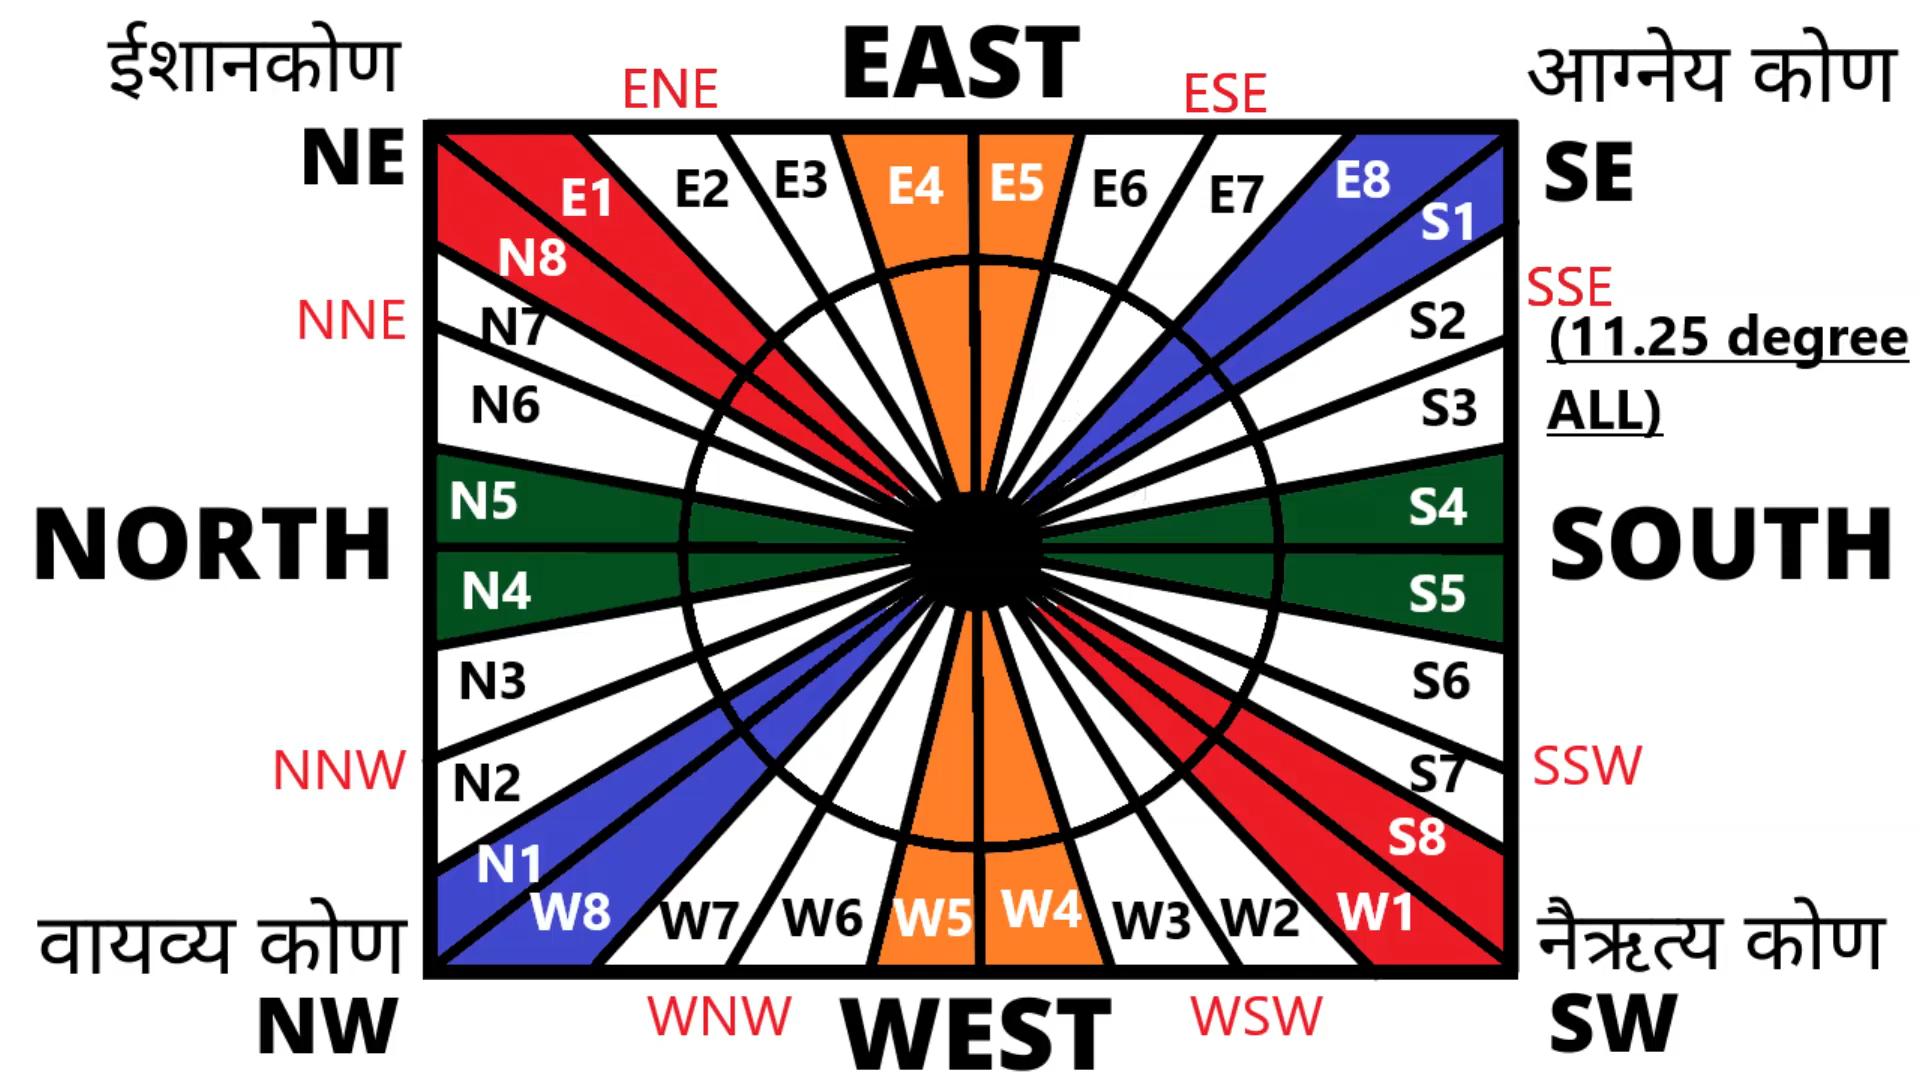 ईशानकोण
ENE
EAST
ESE
आग्नेय कोण
NE
SE
E1
E2
E3
E4
E5
E6
E7
E8
S1
N8
NNE
N7
S2
SSE
(11.25 degree
ALL)
N6
S3
NORTH
N5
S4
SOUTH
N4
S5
N3
S6
NNW
N2
S7
SSW
N1
S8
W8
W7
W6
W5
W4
W3
W2
W1
वायव्य कोण
नैऋत्य कोण
NW
WNW
WEST
WSW
SW